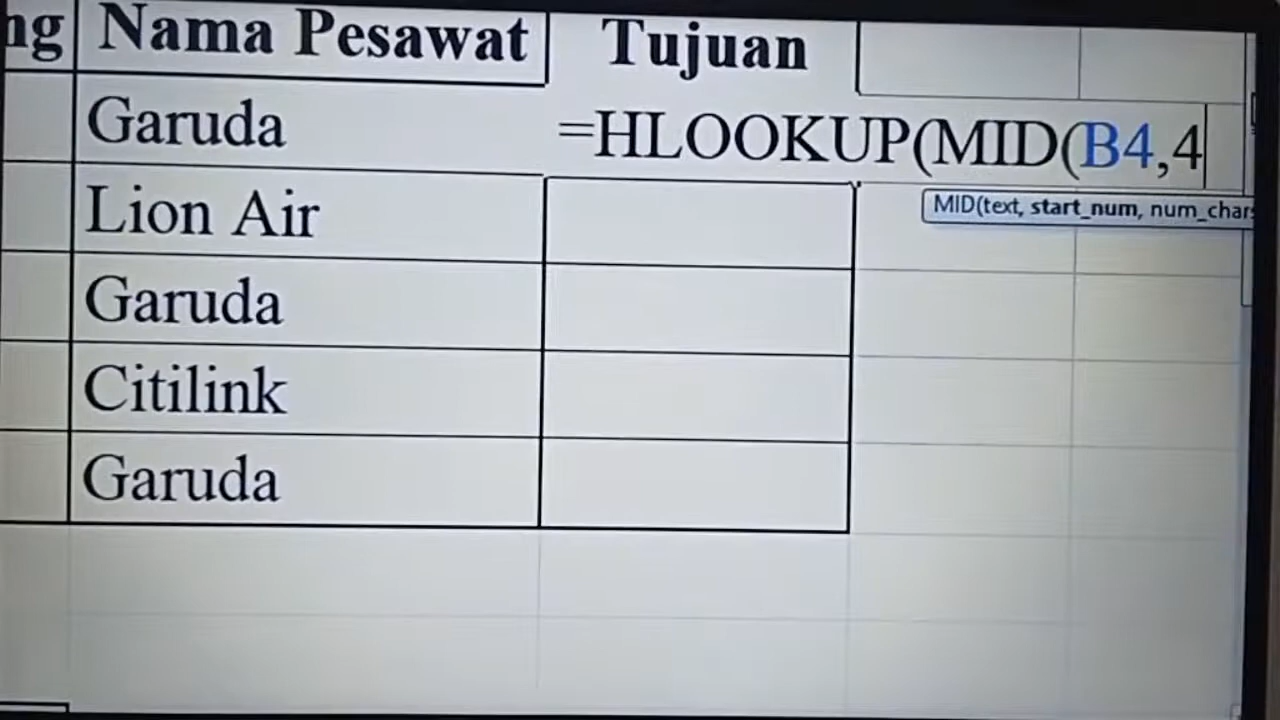 ng Nama Pesawat Tujuan
Garuda =HLOOKUP(MID(B4,4
MID(text, start_num, num_chars
Lion Air
Garuda
Citilink
Garuda